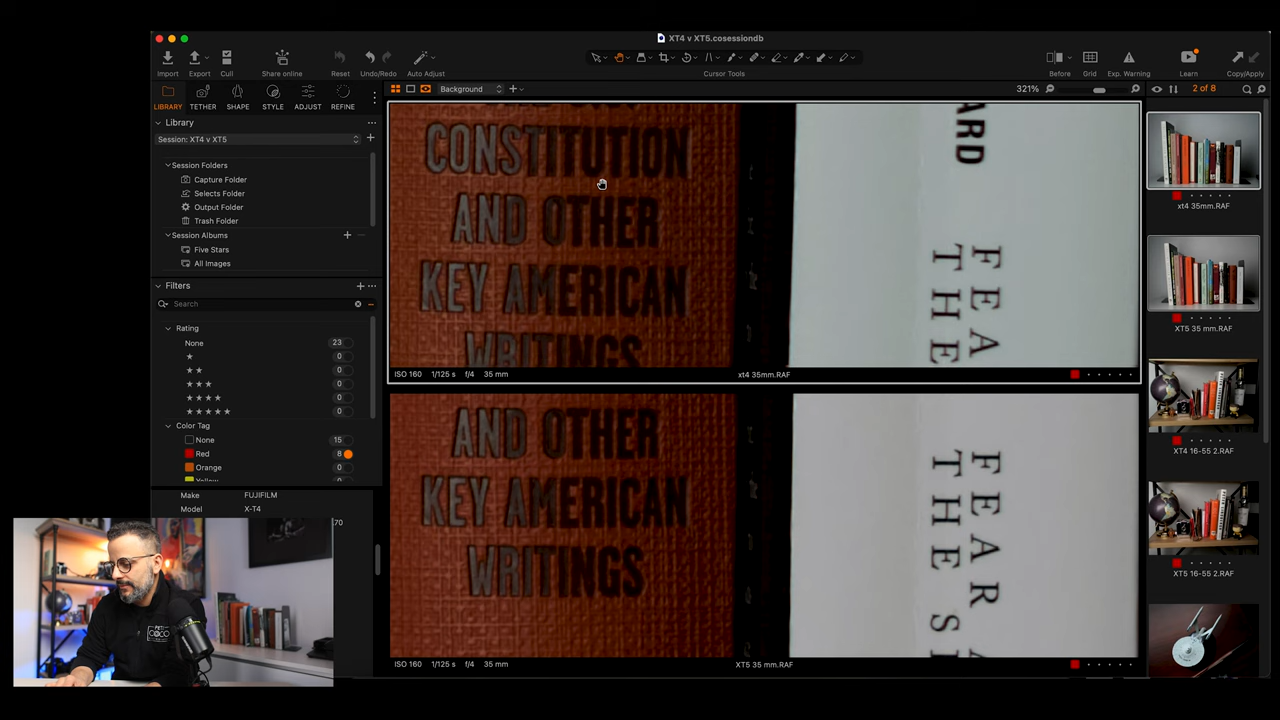 XT4 v XT5.cosessiondb
Import
Export
Cull
Share online
Reset
Undo/Redo
Auto Adjust
Cursor Tools
Before
Grid
Exp. Warning
Learn
Copy/Apply
LIBRARY
TETHER
SHAPE
STYLE
ADJUST
REFINE
Background
321%
2 of 8
Library
Session: XT4 v XT5
Session Folders
Capture Folder
Selects Folder
Output Folder
Trash Folder
Session Albums
Five Stars
All Images
Filters
Search
Rating
None 23
0
0
0
0
0
Color Tag
None 15
Red 8
Orange 0
Yellow
Make FUJIFILM
Model X-T4
70
CONSTITUTION
AND OTHER
KEY AMERICAN
WRITINGS
ARD
FEA
THE
ISO 160 1/125 s f/4 35 mm
xt4 35mm.RAF
AND OTHER
KEY AMERICAN
WRITINGS
FEAR
THE S
ISO 160 1/125 s f/4 35 mm
XT5 35 mm.RAF
xt4 35mm.RAF
XT5 35 mm.RAF
XT4 16-55 2.RAF
XT5 16-55 2.RAF